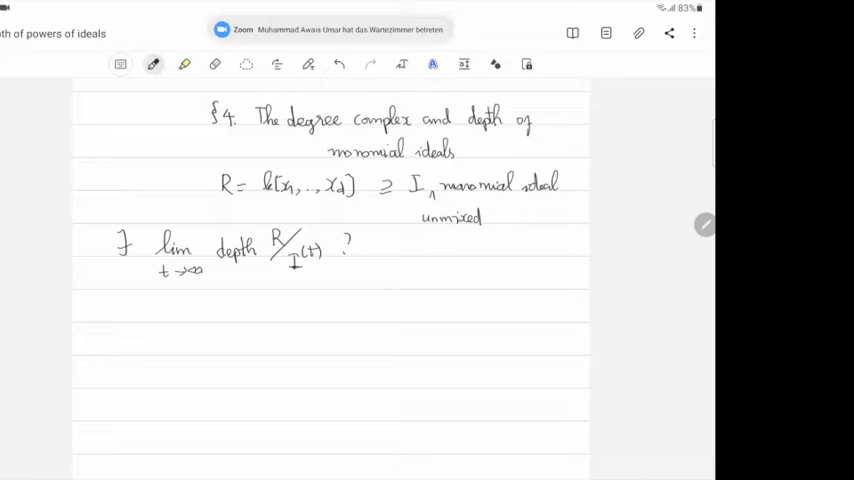 83%
Zoom Muhammad Awais Umar hat das Wartezimmer betreten
th of powers of ideals
§4. The degree complex and depth of
monomial ideals
R = k[x₁,..,x_d] ⊇ I monomial ideal
∧ unmixed
∃ lim depth R/I(t) ?
t→∞